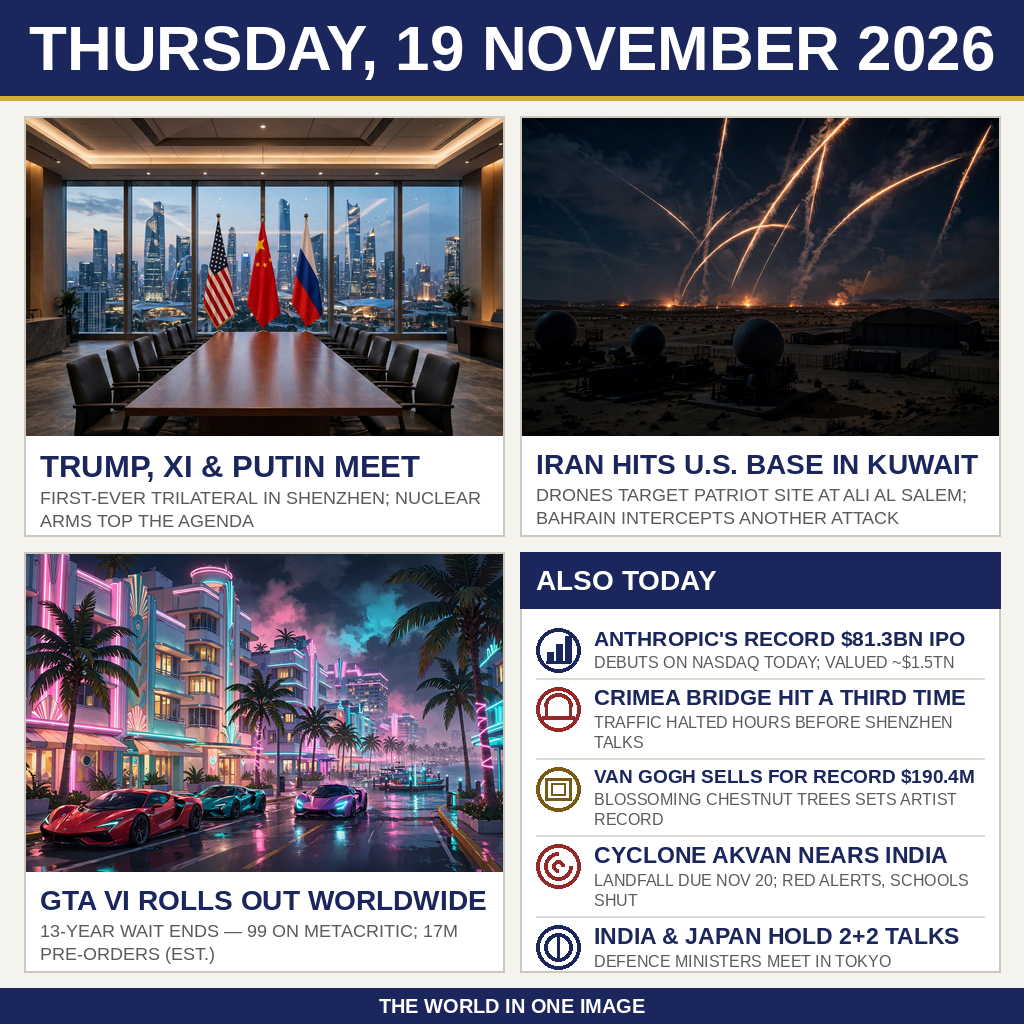 THURSDAY, 19 NOVEMBER 2026
TRUMP, XI & PUTIN MEET
FIRST-EVER TRILATERAL IN SHENZHEN; NUCLEAR
ARMS TOP THE AGENDA
IRAN HITS U.S. BASE IN KUWAIT
DRONES TARGET PATRIOT SITE AT ALI AL SALEM;
BAHRAIN INTERCEPTS ANOTHER ATTACK
GTA VI ROLLS OUT WORLDWIDE
13-YEAR WAIT ENDS — 99 ON METACRITIC; 17M
PRE-ORDERS (EST.)
ALSO TODAY
ANTHROPIC'S RECORD $81.3BN IPO
DEBUTS ON NASDAQ TODAY; VALUED ~$1.5TN
CRIMEA BRIDGE HIT A THIRD TIME
TRAFFIC HALTED HOURS BEFORE SHENZHEN
TALKS
VAN GOGH SELLS FOR RECORD $190.4M
BLOSSOMING CHESTNUT TREES SETS ARTIST
RECORD
CYCLONE AKVAN NEARS INDIA
LANDFALL DUE NOV 20; RED ALERTS, SCHOOLS
SHUT
INDIA & JAPAN HOLD 2+2 TALKS
DEFENCE MINISTERS MEET IN TOKYO
THE WORLD IN ONE IMAGE